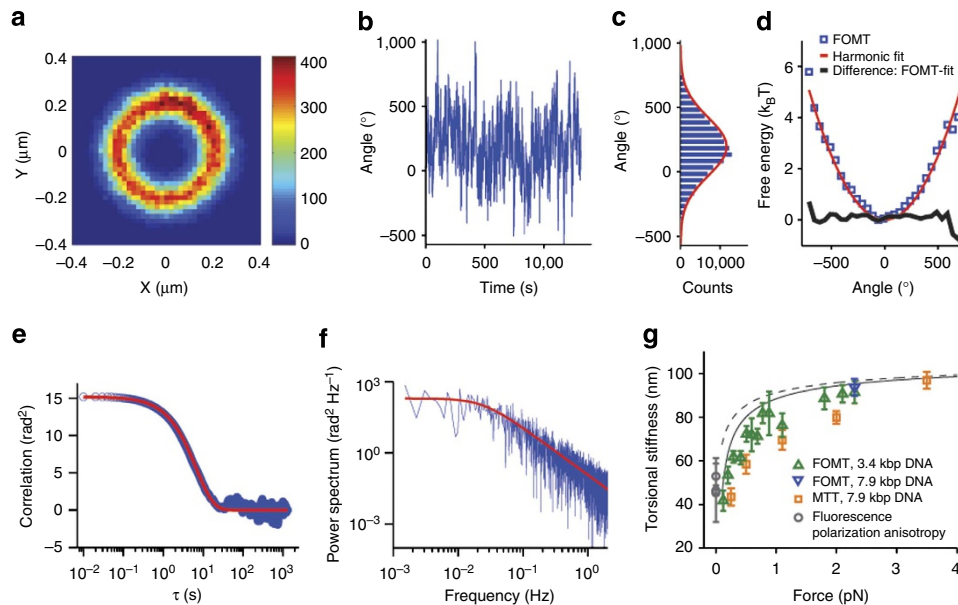 a
0.4
0.2
0
−0.2
−0.4
Y (μm)
−0.4
−0.2
0
0.2
0.4
X (μm)
400
300
200
100
0
b
1,000
500
0
−500
Angle (°)
0
500
10,00
Time (s)
c
1,000
500
0
−500
Angle (°)
0
10,000
Counts
d
FOMT
Harmonic fit
Difference: FOMT-fit
6
4
2
0
Free energy (k_BT)
−500
0
500
Angle (°)
e
15
10
5
0
−5
Correlation (rad²)
10⁻²
10⁻¹
10⁰
10¹
10²
10³
τ (s)
f
10³
10⁰
10⁻³
Power spectrum (rad² Hz⁻¹)
10⁻³
10⁻²
10⁻¹
10⁰
Frequency (Hz)
g
100
80
60
40
20
Torsional stiffness (nm)
FOMT, 3.4 kbp DNA
FOMT, 7.9 kbp DNA
MTT, 7.9 kbp DNA
Fluorescence
polarization anisotropy
0
1
2
3
4
Force (pN)